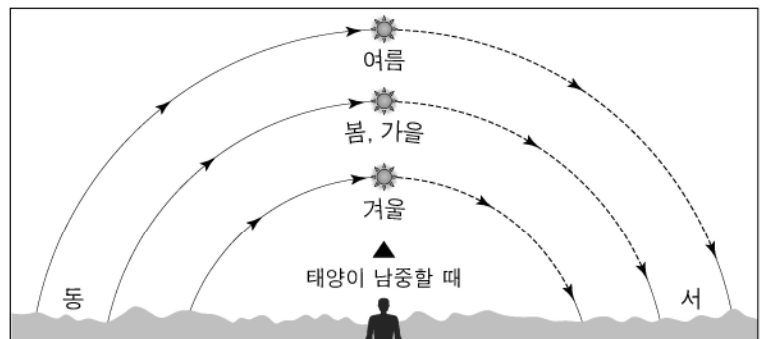 여름
봄, 가을
겨울
태양이 남중할 때
동
서